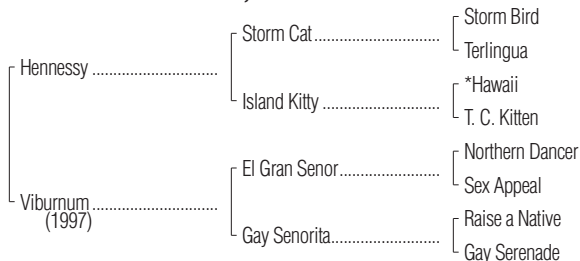 Storm Bird
Storm Cat
Terlingua
Hennessy
*Hawaii
Island Kitty
T. C. Kitten
Northern Dancer
El Gran Senor
Sex Appeal
Viburnum
(1997)
Raise a Native
Gay Senorita
Gay Serenade